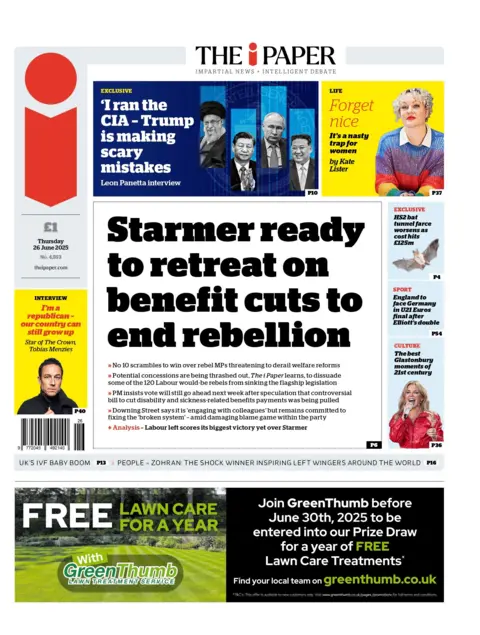 THE i PAPER
IMPARTIAL NEWS • INTELLIGENT DEBATE
EXCLUSIVE
‘I ran the
CIA – Trump
is making
scary
mistakes
Leon Panetta interview
P10
LIFE
Forget
nice
It's a nasty
trap for
women
by Kate
Lister
P37
£1
Thursday
26 June 2025
theipaper.com
INTERVIEW
I'm a
republican –
our country can
still grow up
Star of The Crown,
Tobias Menzies
P40
Starmer ready
to retreat on
benefit cuts to
end rebellion
» No 10 scrambles to win over rebel MPs threatening to derail welfare reforms
» Potential concessions are being thrashed out, The i Paper learns, to dissuade
some of the 120 Labour would-be rebels from sinking the flagship legislation
» PM insists vote will still go ahead next week after speculation that controversial
bill to cut disability and sickness-related benefits payments was being pulled
» Downing Street says it is ‘engaging with colleagues’ but remains committed to
fixing the ‘broken system’ – amid damaging blame game within the party
» Analysis – Labour left scores its biggest victory yet over Starmer
P6
EXCLUSIVE
HS2 bat
tunnel farce
worsens as
cost hits
£125m
P4
SPORT
England to
face Germany
in U21 Euros
final after
Elliott's double
P54
CULTURE
The best
Glastonbury
moments of
21st century
P36
UK'S IVF BABY BOOM P13
PEOPLE – ZOHRAN: THE SHOCK WINNER INSPIRING LEFT WINGERS AROUND THE WORLD P16
FREE LAWN CARE
FOR A YEAR
With
GreenThumb
LAWN TREATMENT SERVICE
Join GreenThumb before
June 30th, 2025 to be
entered into our Prize Draw
for a year of FREE
Lawn Care Treatments*
Find your local team on greenthumb.co.uk